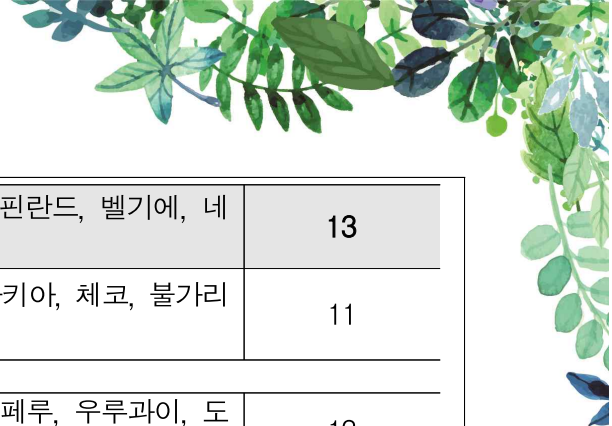 핀란드, 벨기에, 네
13
키아, 체코, 불가리
11
페루, 우루과이, 도